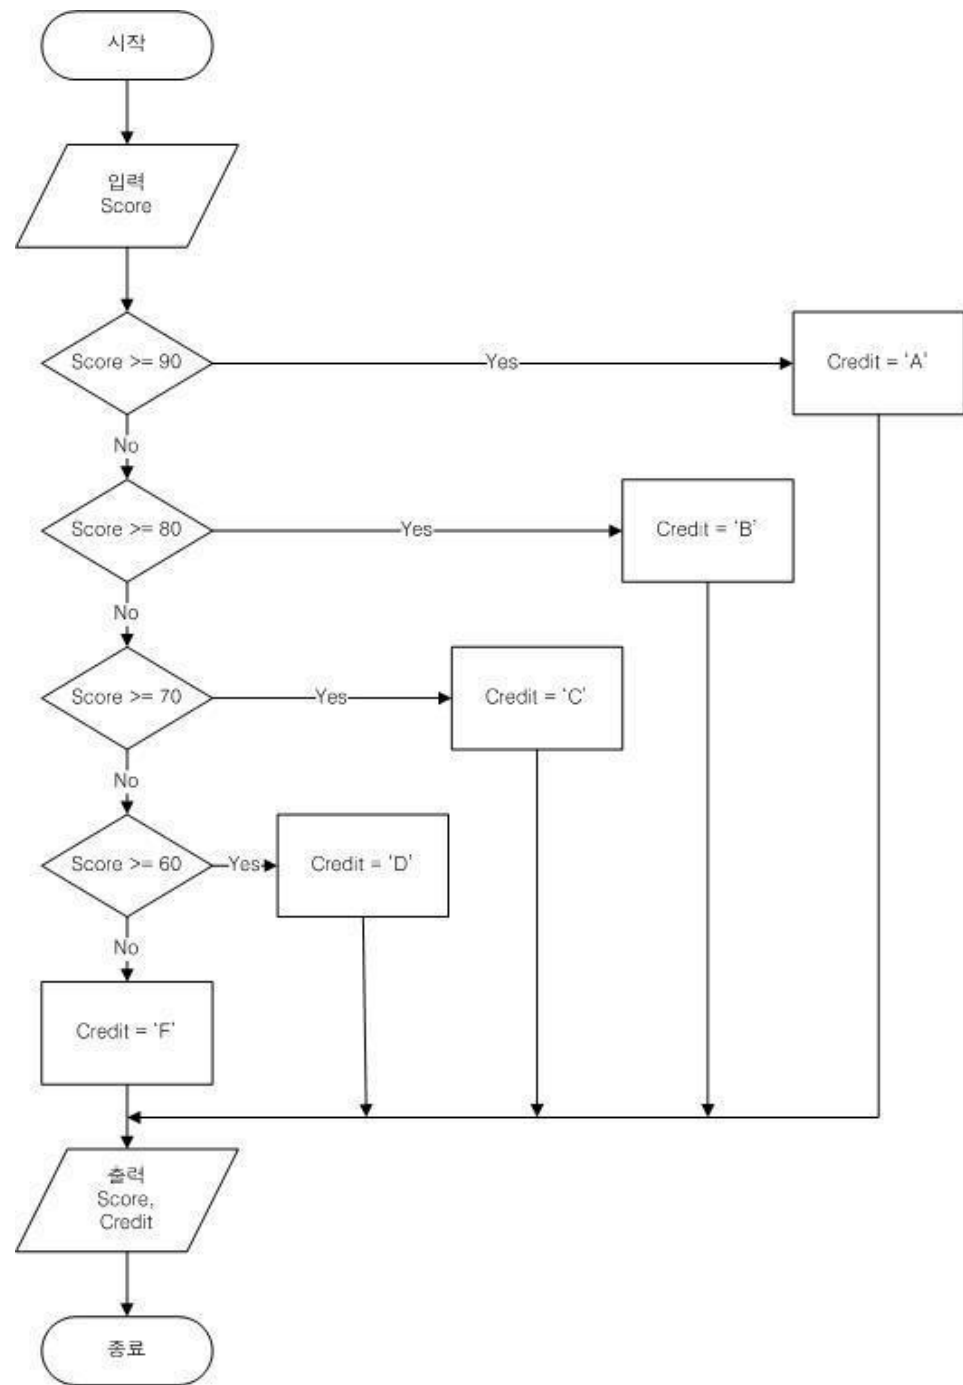 시작
입력
Score
Score >= 90
Yes
Credit = ‘A’
No
Score >= 80
Yes
Credit = ‘B’
No
Score >= 70
Yes
Credit = ‘C’
No
Score >= 60
Yes
Credit = ‘D’
No
Credit = ‘F’
출력
Score,
Credit
종료